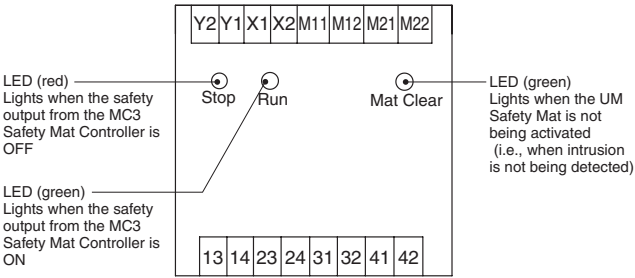 Y2 Y1 X1 X2 M11 M12 M21 M22
LED (red)
Lights when the safety
output from the MC3
Safety Mat Controller is
OFF
Stop
Run
Mat Clear
LED (green)
Lights when the UM
Safety Mat is not
being activated
(i.e., when intrusion
is not being detected)
LED (green)
Lights when the safety
output from the MC3
Safety Mat Controller is
ON
13 14 23 24 31 32 41 42